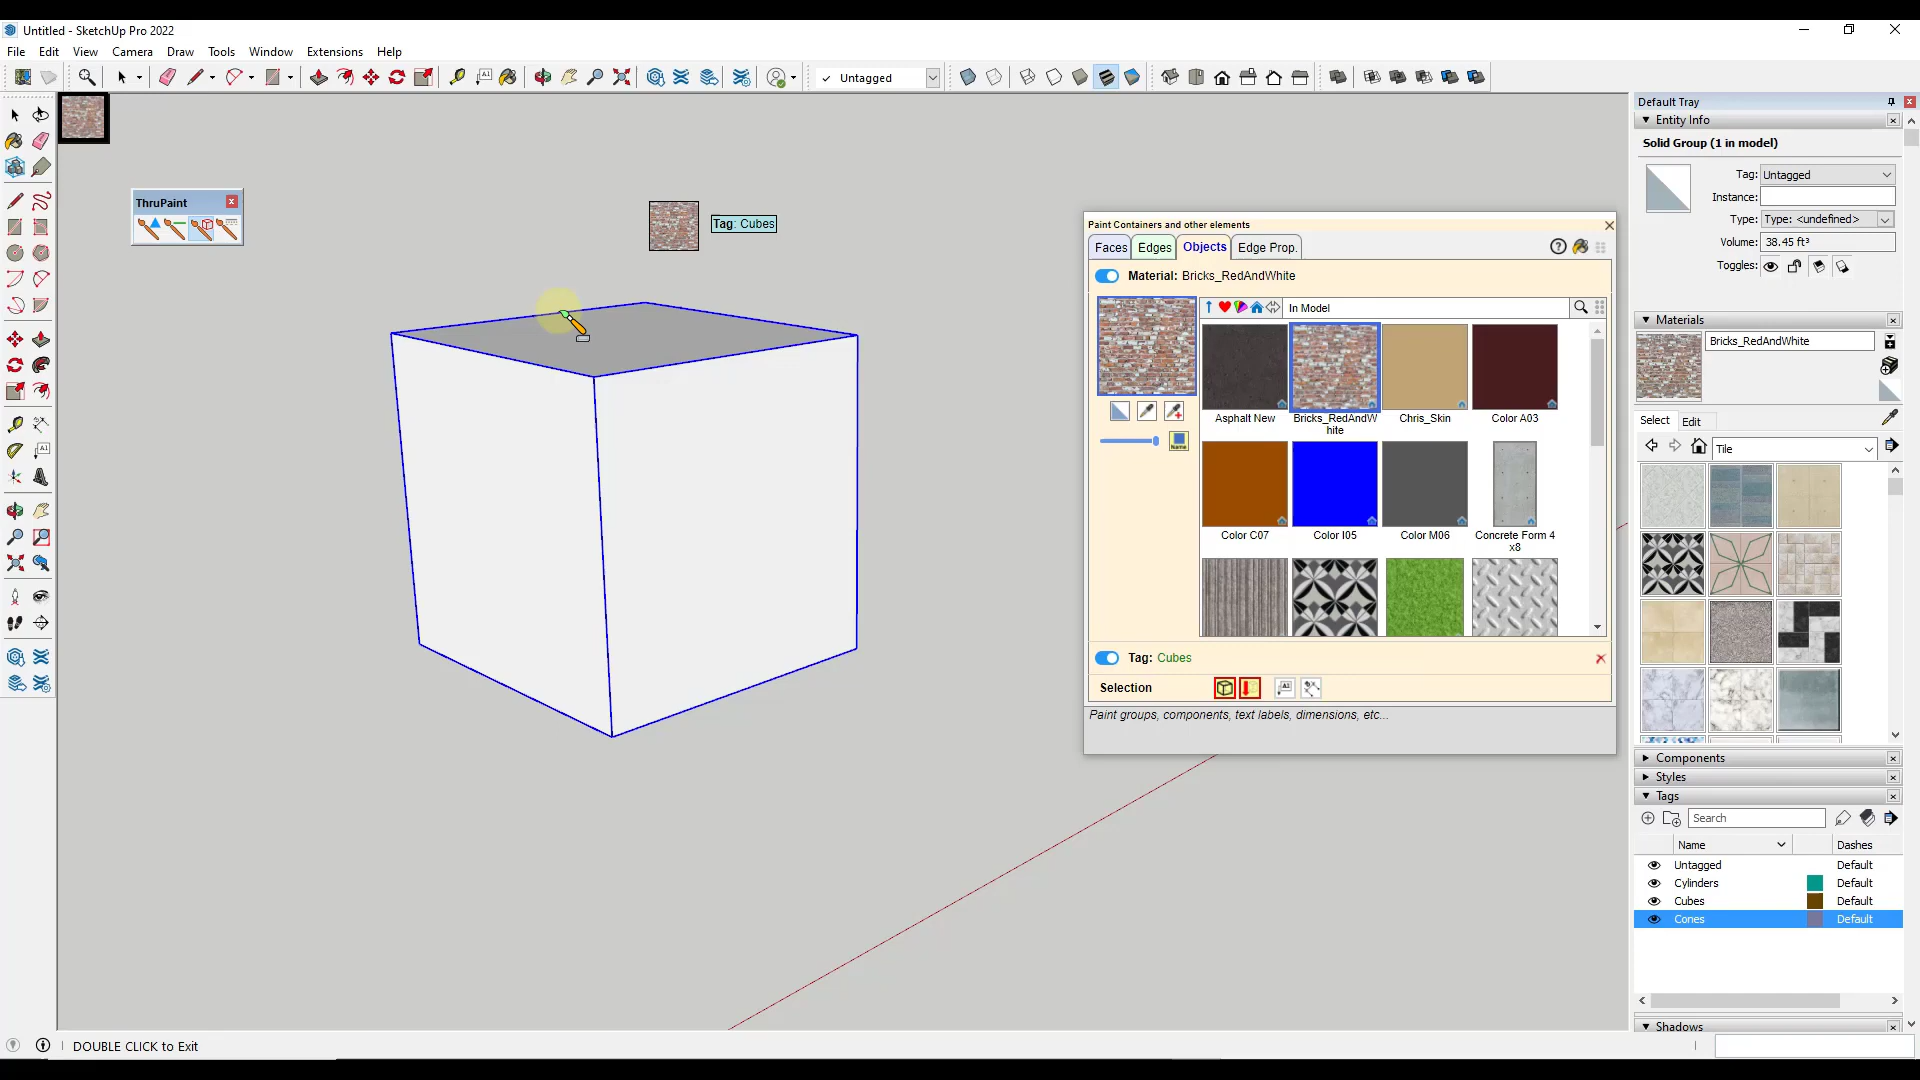 Untitled - SketchUp Pro 2022
File Edit View Camera Draw Tools Window Extensions Help
Untagged
ThruPaint
Tag: Cubes
Paint Containers and other elements
Faces Edges Objects Edge Prop.
Material: Bricks_RedAndWhite
In Model
Name
Asphalt New
Bricks_RedAndW
hite
Chris_Skin
Color A03
Color C07
Color I05
Color M06
Concrete Form 4
x8
Tag: Cubes
Selection
Paint groups, components, text labels, dimensions, etc...
Default Tray
Entity Info
Solid Group (1 in model)
Tag: Untagged
Instance:
Type: Type: <undefined>
Volume: 38.45 ft³
Toggles:
Materials
Bricks_RedAndWhite
Select Edit
Tile
Components
Styles
Tags
Search
Name Dashes
Untagged Default
Cylinders Default
Cubes Default
Cones Default
Shadows
DOUBLE CLICK to Exit